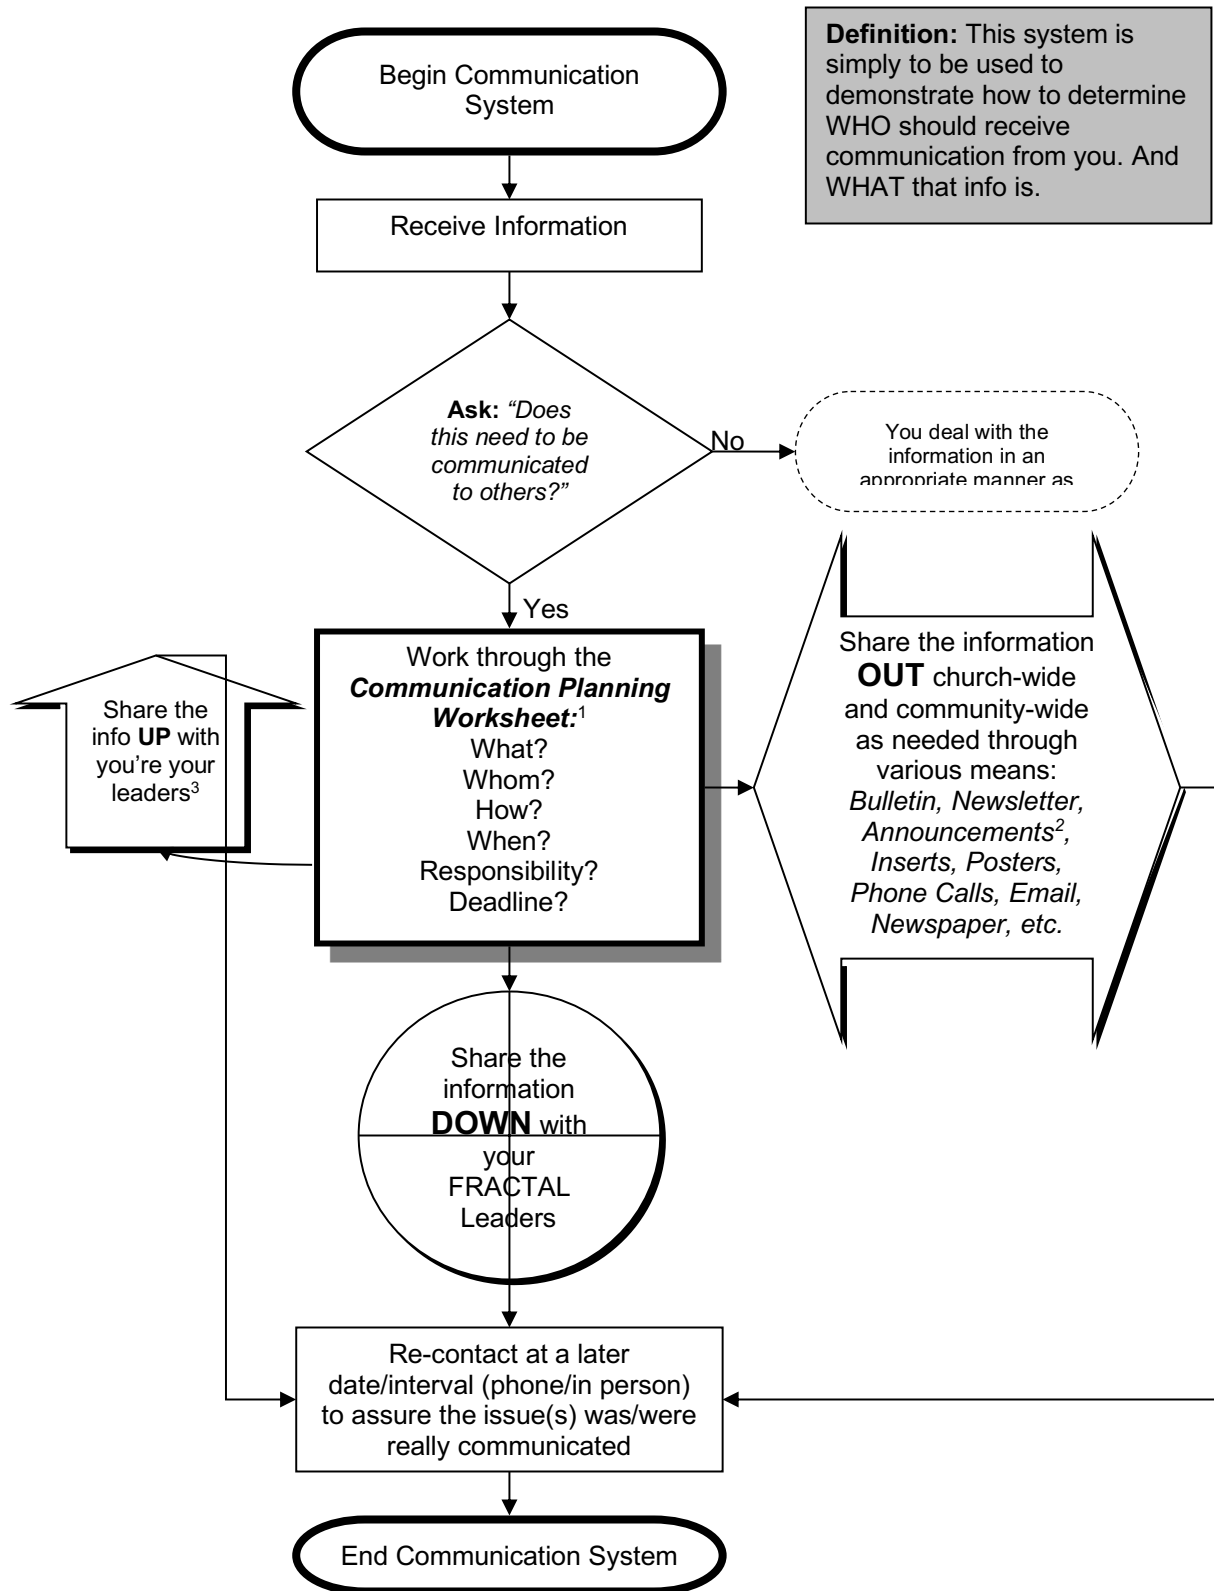 Begin Communication
System
Definition: This system is
simply to be used to
demonstrate how to determine
WHO should receive
communication from you. And
WHAT that info is.
Receive Information
Ask: “Does
this need to be
communicated
to others?”
No
You deal with the
information in an
appropriate manner as
Yes
Work through the
Communication Planning
Worksheet:1
What?
Whom?
How?
When?
Responsibility?
Deadline?
Share the
info UP with
you’re your
leaders3
Share the information
OUT church-wide
and community-wide
as needed through
various means:
Bulletin, Newsletter,
Announcements2,
Inserts, Posters,
Phone Calls, Email,
Newspaper, etc.
Share the
information
DOWN with
your
FRACTAL
Leaders
Re-contact at a later
date/interval (phone/in person)
to assure the issue(s) was/were
really communicated
End Communication System